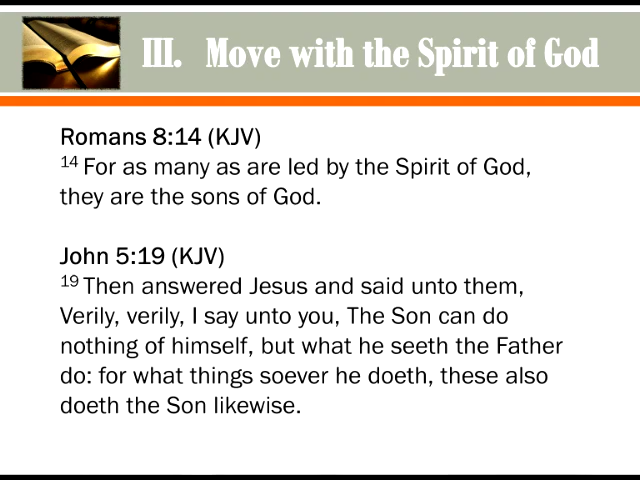 III. Move with the Spirit of God
Romans 8:14 (KJV)
14 For as many as are led by the Spirit of God,
they are the sons of God.
John 5:19 (KJV)
19 Then answered Jesus and said unto them,
Verily, verily, I say unto you, The Son can do
nothing of himself, but what he seeth the Father
do: for what things soever he doeth, these also
doeth the Son likewise.